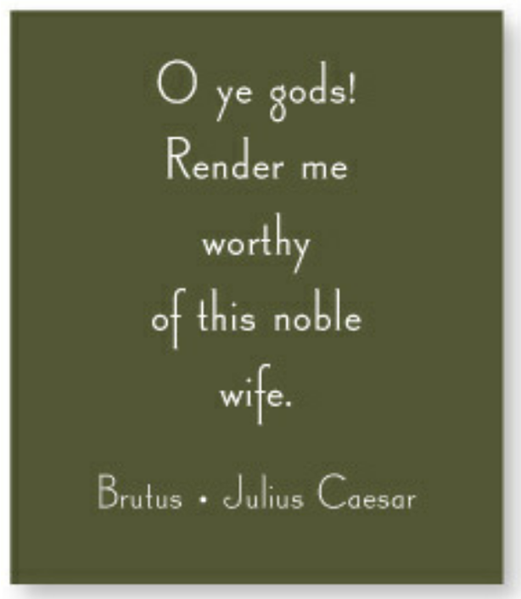 O ye gods!
Render me
worthy
of this noble
wife.
Brutus • Julius Caesar